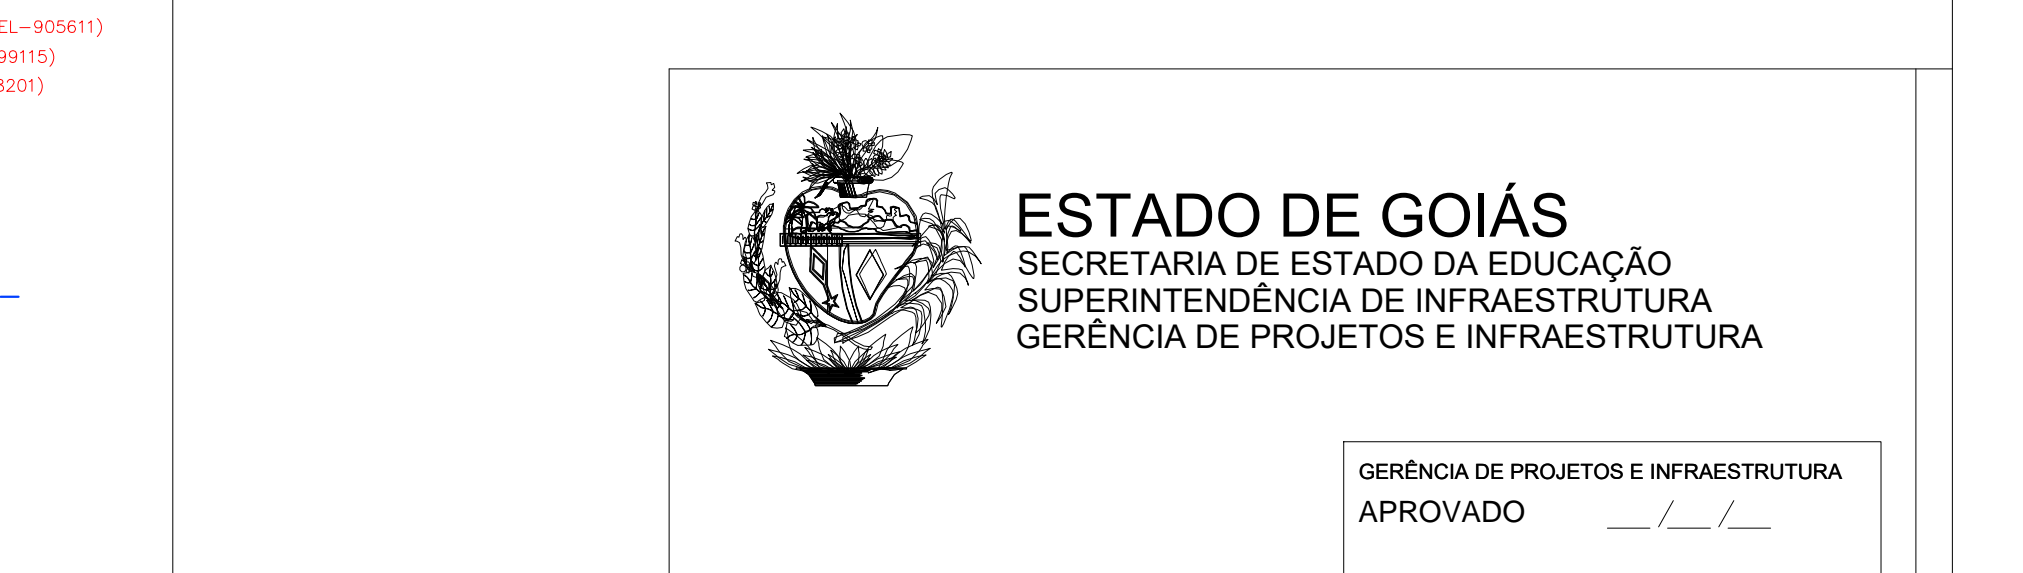 EL-905611)
99115)
3201)
ESTADO DE GOIÁS
SECRETARIA DE ESTADO DA EDUCAÇÃO
SUPERINTENDÊNCIA DE INFRAESTRUTURA
GERÊNCIA DE PROJETOS E INFRAESTRUTURA
GERÊNCIA DE PROJETOS E INFRAESTRUTURA
APROVADO ___ /___ /___